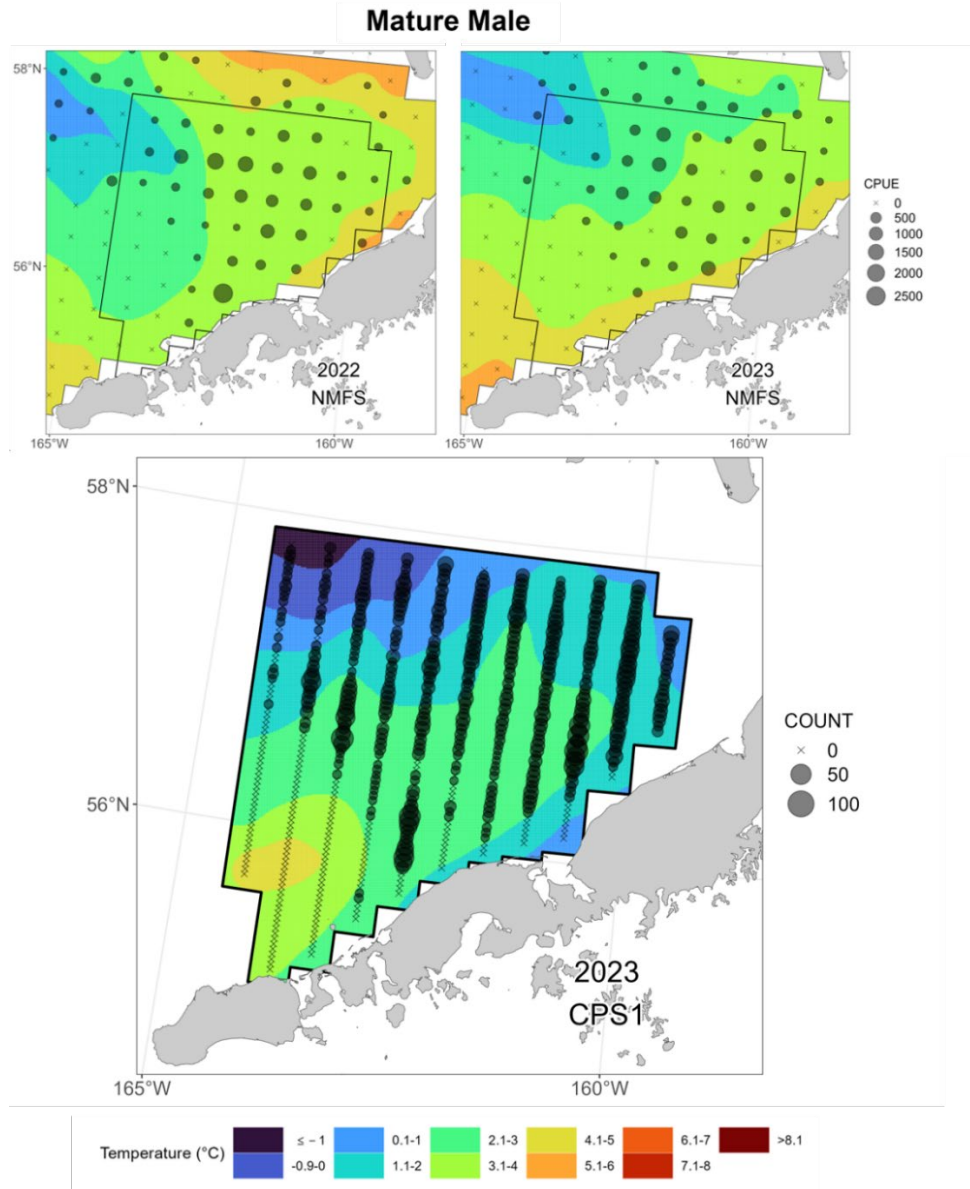 Mature Male
58°N
56°N
165°W
160°W
2022
NMFS
165°W
160°W
2023
NMFS
CPUE
× 0
500
1000
1500
2000
2500
58°N
56°N
165°W
160°W
2023
CPS1
COUNT
× 0
50
100
Temperature (°C)
≤ − 1 0.1-1 2.1-3 4.1-5 6.1-7 >8.1
-0.9-0 1.1-2 3.1-4 5.1-6 7.1-8